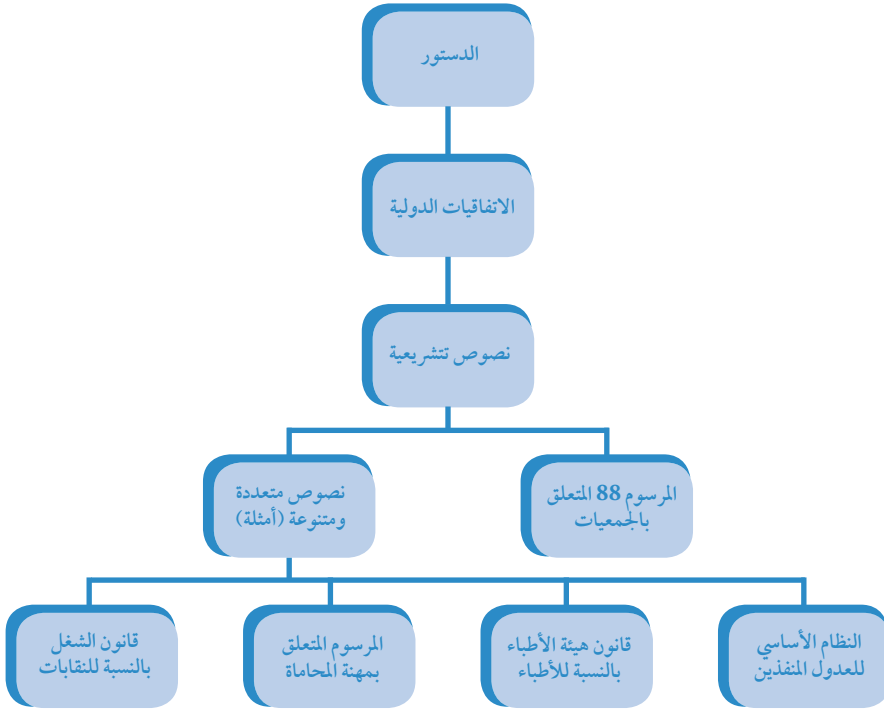 الدستور
الاتفاقيات الدولية
نصوص تتشريعية
المرسوم 88 المتعلق
بالجمعيات
نصوص متعددة
ومتنوعة (أمثلة)
النظام الأساسي
للعدول المنفذين
قانون هيئة الأطباء
بالنسبة للأطباء
المرسوم المتعلق
بمهنة المحاماة
قانون الشغل
بالنسبة للنقابات